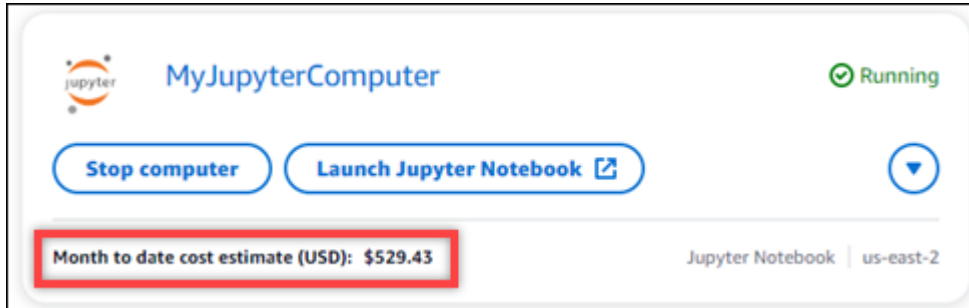 jupyter
MyJupyterComputer
Running
Stop computer
Launch Jupyter Notebook
Month to date cost estimate (USD): $529.43
Jupyter Notebook
us-east-2